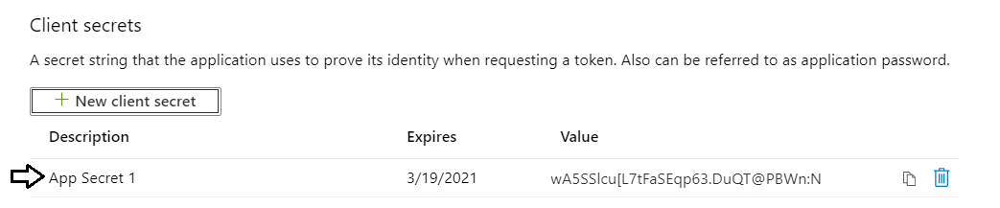 Client secrets
A secret string that the application uses to prove its identity when requesting a token. Also can be referred to as application password.
+ New client secret
Description Expires Value
App Secret 1 3/19/2021 wA5SSlcu[L7tFaSEqp63.DuQT@PBWn:N